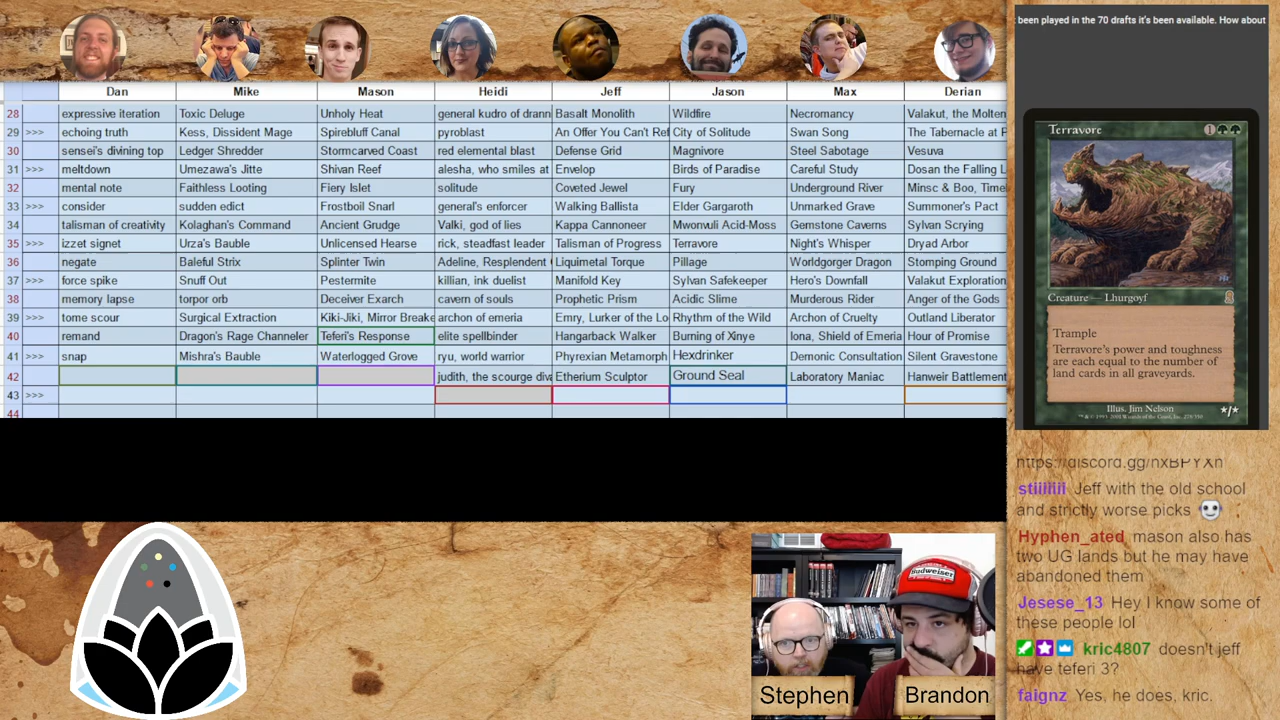 been played in the 70 drafts it's been available. How about
Dan Mike Mason Heidi Jeff Jason Max Derian
28 expressive iteration Toxic Deluge Unholy Heat general kudro of drann Basalt Monolith Wildfire Necromancy Valakut, the Molten
29 >>> echoing truth Kess, Dissident Mage Spirebluff Canal pyroblast An Offer You Can't Ref City of Solitude Swan Song The Tabernacle at P
30 sensei's divining top Ledger Shredder Stormcarved Coast red elemental blast Defense Grid Magnivore Steel Sabotage Vesuva
31 >>> meltdown Umezawa's Jitte Shivan Reef alesha, who smiles at Envelop Birds of Paradise Careful Study Dosan the Falling L
32 mental note Faithless Looting Fiery Islet solitude Coveted Jewel Fury Underground River Minsc & Boo, Time
33 >>> consider sudden edict Frostboil Snarl general's enforcer Walking Ballista Elder Gargaroth Unmarked Grave Summoner's Pact
34 talisman of creativity Kolaghan's Command Ancient Grudge Valki, god of lies Kappa Cannoneer Mwonvuli Acid-Moss Gemstone Caverns Sylvan Scrying
35 >>> izzet signet Urza's Bauble Unlicensed Hearse rick, steadfast leader Talisman of Progress Terravore Night's Whisper Dryad Arbor
36 negate Baleful Strix Splinter Twin Adeline, Resplendent Liquimetal Torque Pillage Worldgorger Dragon Stomping Ground
37 >>> force spike Snuff Out Pestermite killian, ink duelist Manifold Key Sylvan Safekeeper Hero's Downfall Valakut Exploration
38 memory lapse torpor orb Deceiver Exarch cavern of souls Prophetic Prism Acidic Slime Murderous Rider Anger of the Gods
39 >>> tome scour Surgical Extraction Kiki-Jiki, Mirror Breake archon of emeria Emry, Lurker of the Lo Rhythm of the Wild Archon of Cruelty Outland Liberator
40 remand Dragon's Rage Channeler Teferi's Response elite spellbinder Hangarback Walker Burning of Xinye Iona, Shield of Emeria Hour of Promise
41 >>> snap Mishra's Bauble Waterlogged Grove ryu, world warrior Phyrexian Metamorph Hexdrinker Demonic Consultation Silent Gravestone
42 judith, the scourge diva Etherium Sculptor Ground Seal Laboratory Maniac Hanweir Battlement
43 >>>
44
Terravore 1
Creature — Lhurgoyf
Trample
Terravore's power and toughness
are each equal to the number of
land cards in all graveyards.
Illus. Jim Nelson
*/*
https://discord.gg/nxBPYXh
stiiiiiii Jeff with the old school
and strictly worse picks
Hyphen_ated mason also has
two UG lands but he may have
abandoned them
Jesese_13 Hey I know some of
these people lol
kric4807 doesn't jeff
have teferi 3?
faignz Yes, he does, kric.
Budweiser
Stephen Brandon